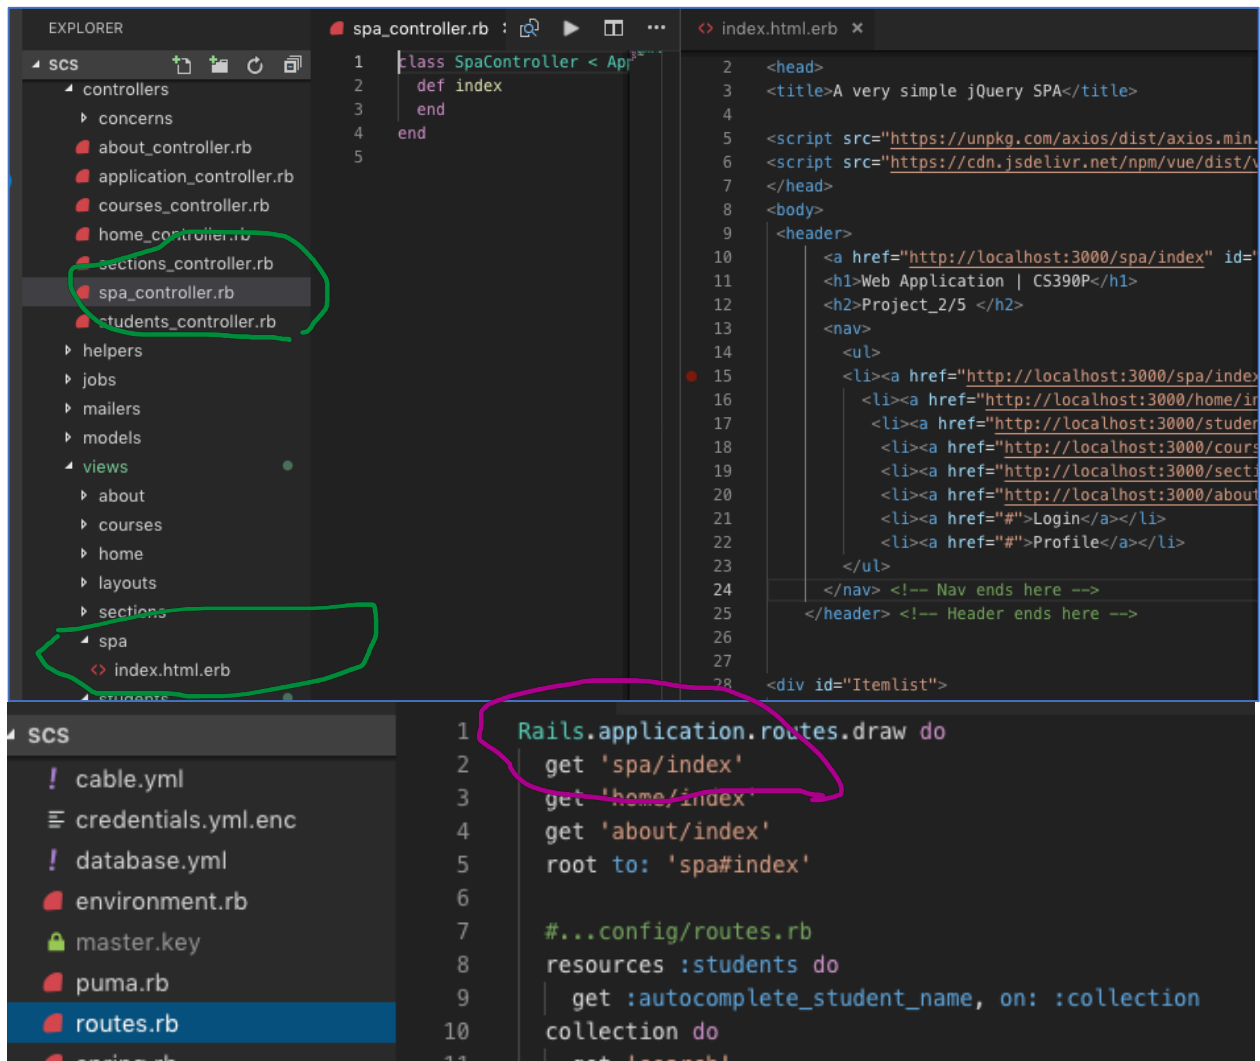 EXPLORER
SCS
controllers
concerns
about_controller.rb
application_controller.rb
courses_controller.rb
home_controller.rb
sections_controller.rb
spa_controller.rb
students_controller.rb
helpers
jobs
mailers
models
views
about
courses
home
layouts
sections
spa
index.html.erb
students
spa_controller.rb
1 class SpaController < App
2 def index
3 end
4 end
5
index.html.erb
2 <head>
3 <title>A very simple jQuery SPA</title>
4
5 <script src="https://unpkg.com/axios/dist/axios.min.
6 <script src="https://cdn.jsdelivr.net/npm/vue/dist/v
7 </head>
8 <body>
9 <header>
10 <a href="http://localhost:3000/spa/index" id="
11 <h1>Web Application | CS390P</h1>
12 <h2>Project_2/5 </h2>
13 <nav>
14 <ul>
15 <li><a href="http://localhost:3000/spa/index
16 <li><a href="http://localhost:3000/home/in
17 <li><a href="http://localhost:3000/studen
18 <li><a href="http://localhost:3000/cours
19 <li><a href="http://localhost:3000/secti
20 <li><a href="http://localhost:3000/about
21 <li><a href="#">Login</a></li>
22 <li><a href="#">Profile</a></li>
23 </ul>
24 </nav> <!-- Nav ends here -->
25 </header> <!-- Header ends here -->
26
27
28 <div id="Itemlist">
SCS
cable.yml
credentials.yml.enc
database.yml
environment.rb
master.key
puma.rb
routes.rb
spring.rb
1 Rails.application.routes.draw do
2 get 'spa/index'
3 get 'home/index'
4 get 'about/index'
5 root to: 'spa#index'
6
7 #...config/routes.rb
8 resources :students do
9 get :autocomplete_student_name, on: :collection
10 collection do
11 get 'search'